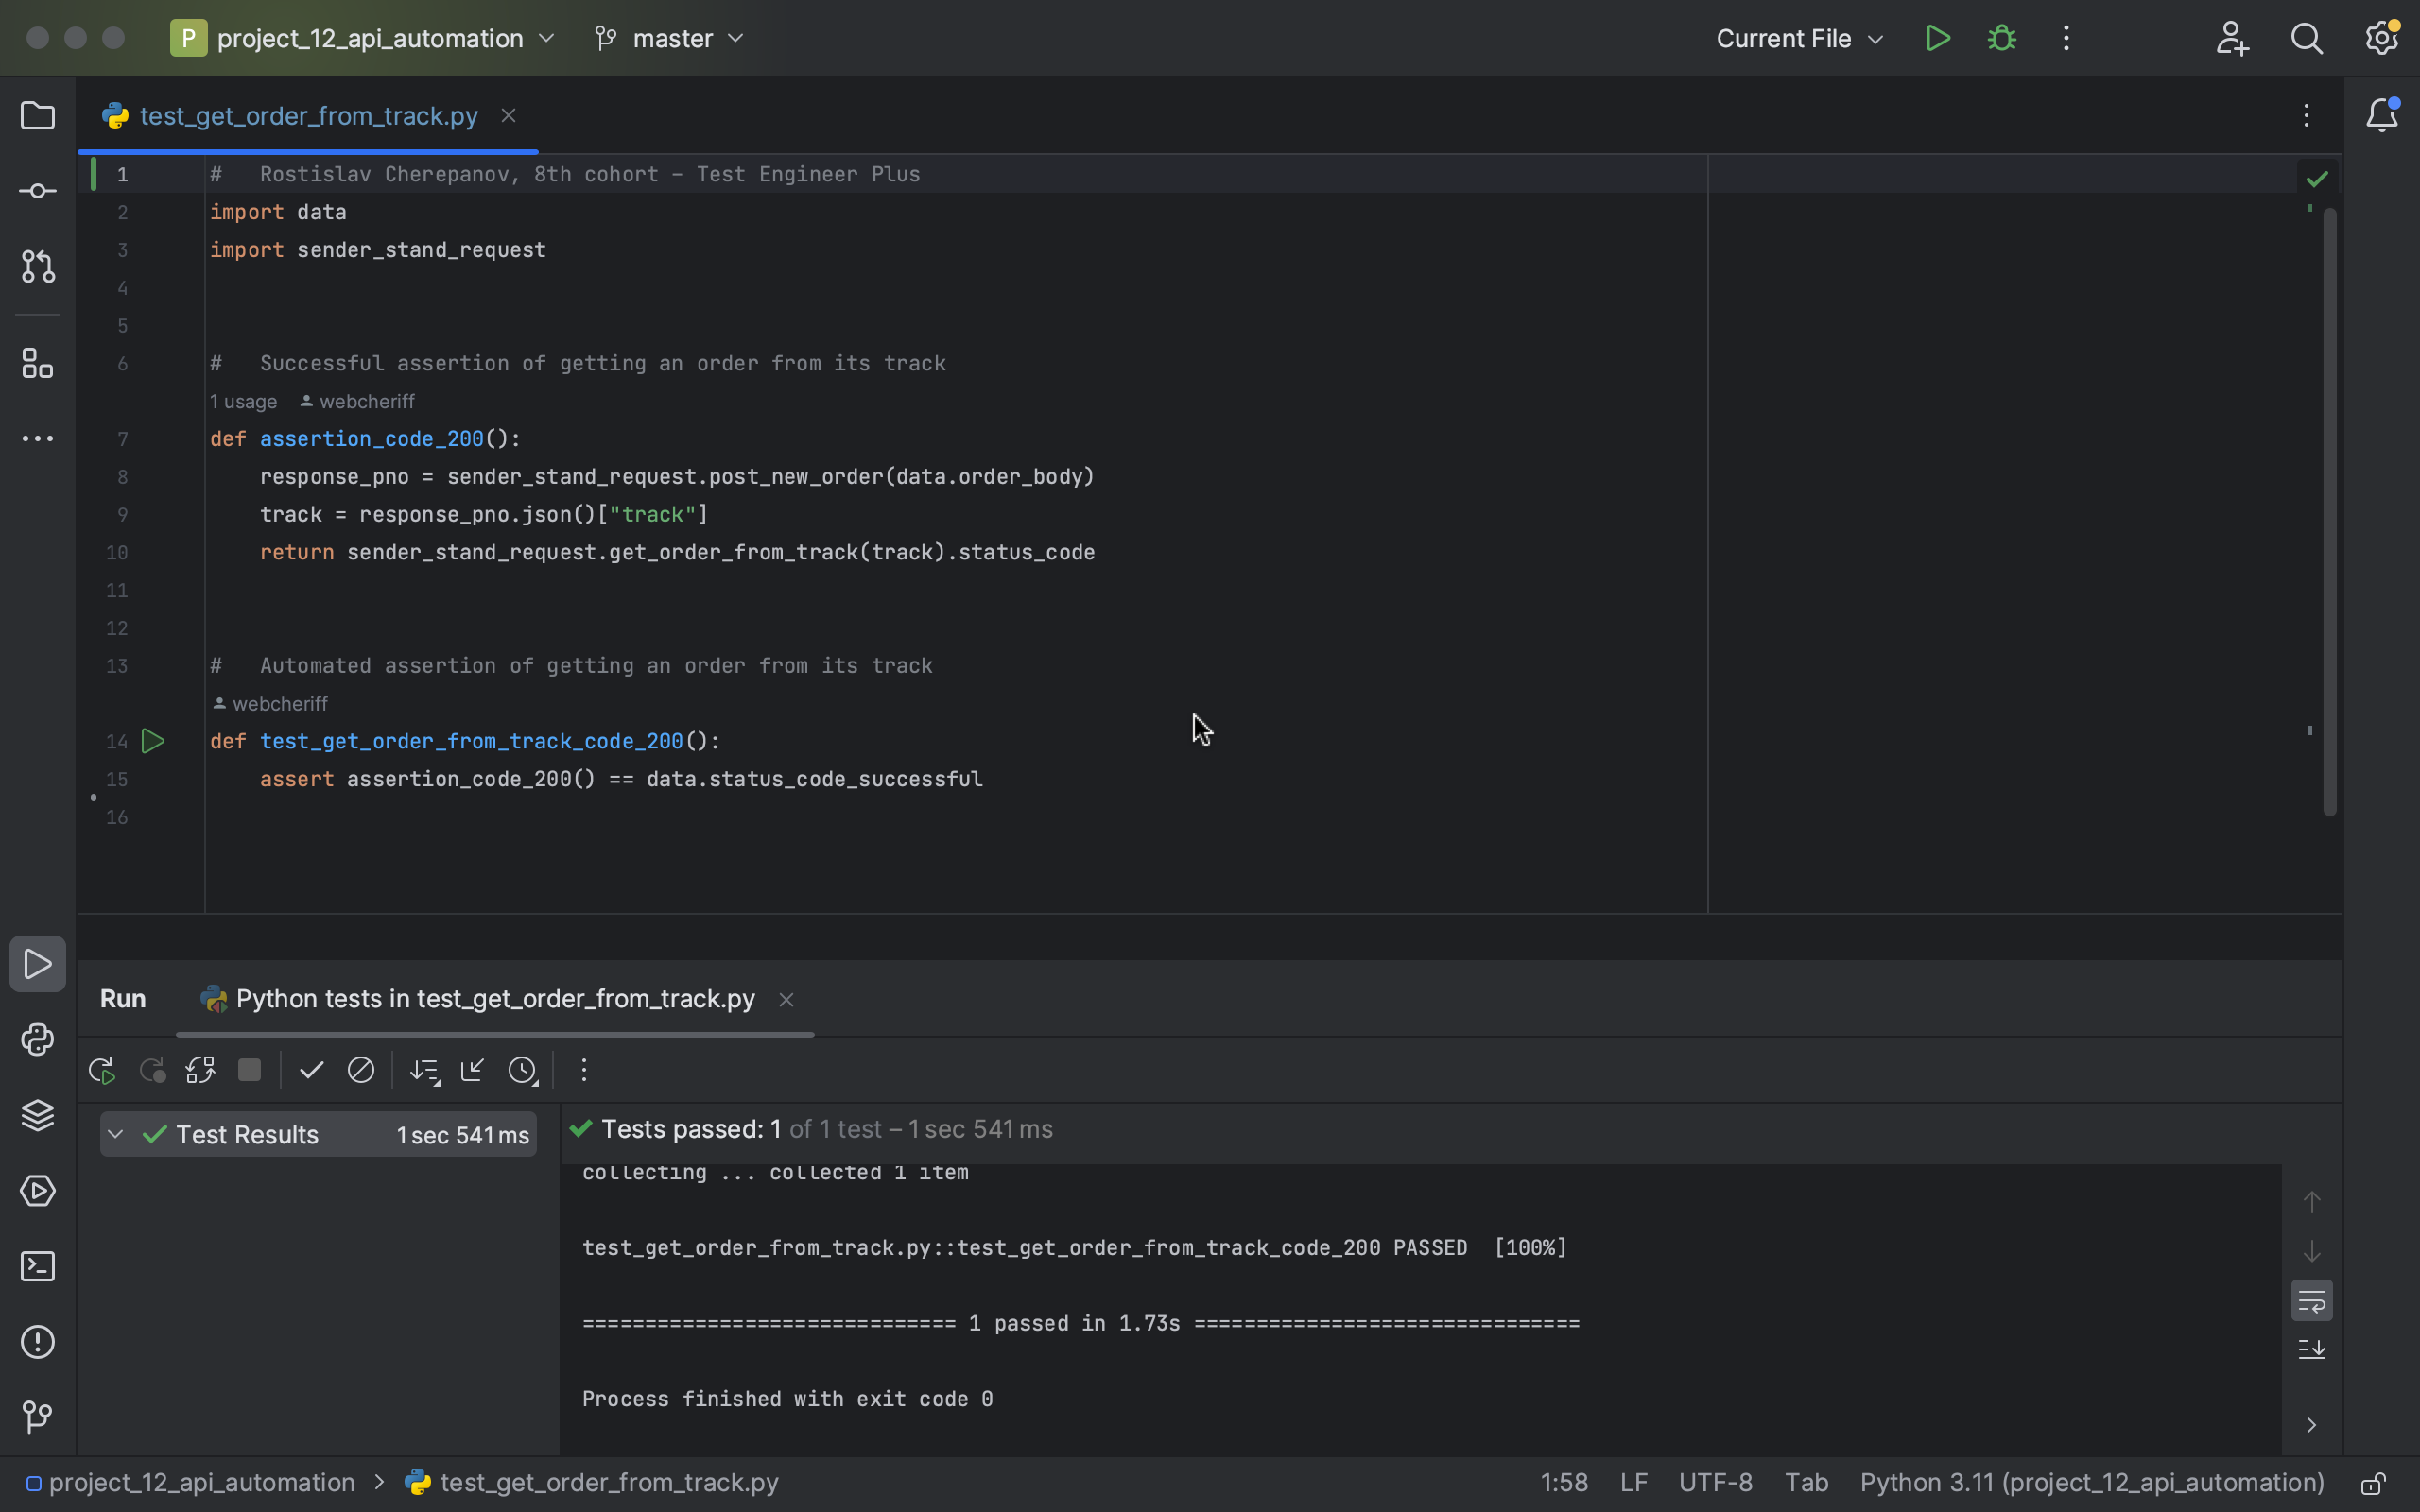 P project_12_api_automation master Current File
test_get_order_from_track.py
1 # Rostislav Cherepanov, 8th cohort - Test Engineer Plus
2 import data
3 import sender_stand_request
4
5
6 # Successful assertion of getting an order from its track
1 usage webcheriff
7 def assertion_code_200():
8 response_pno = sender_stand_request.post_new_order(data.order_body)
9 track = response_pno.json()["track"]
10 return sender_stand_request.get_order_from_track(track).status_code
11
12
13 # Automated assertion of getting an order from its track
webcheriff
14 def test_get_order_from_track_code_200():
15 assert assertion_code_200() == data.status_code_successful
16
Run Python tests in test_get_order_from_track.py
Test Results 1 sec 541 ms
Tests passed: 1 of 1 test – 1 sec 541 ms
collecting ... collected 1 item
test_get_order_from_track.py::test_get_order_from_track_code_200 PASSED [100%]
============================== 1 passed in 1.73s ===============================
Process finished with exit code 0
project_12_api_automation > test_get_order_from_track.py 1:58 LF UTF-8 Tab Python 3.11 (project_12_api_automation)